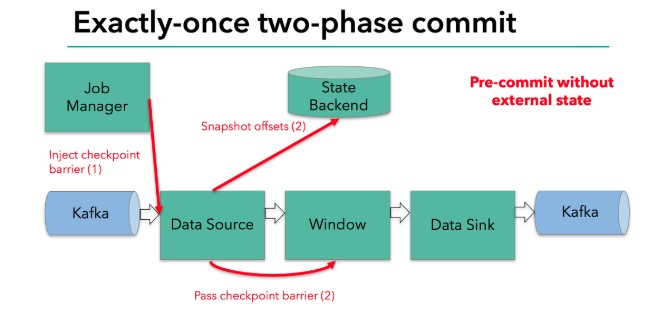 Exactly-once two-phase commit
Job
Manager
State
Backend
Pre-commit without
external state
Snapshot offsets (2)
Inject checkpoint
barrier (1)
Kafka
Data Source
Window
Data Sink
Kafka
Pass checkpoint barrier (2)